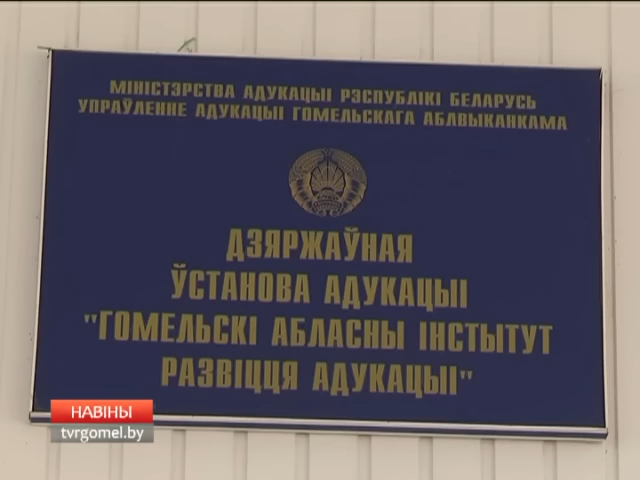 МІНІСТЭРСТВА АДУКАЦЫІ РЭСПУБЛІКІ БЕЛАРУСЬ
УПРАЎЛЕННЕ АДУКАЦЫІ ГОМЕЛЬСКАГА АБЛВЫКАНКАМА
ДЗЯРЖАЎНАЯ
ЎСТАНОВА АДУКАЦЫІ
"ГОМЕЛЬСКІ АБЛАСНЫ ІНСТЫТУТ
РАЗВІЦЦЯ АДУКАЦЫІ"
НАВІНЫ
tvrgomel.by